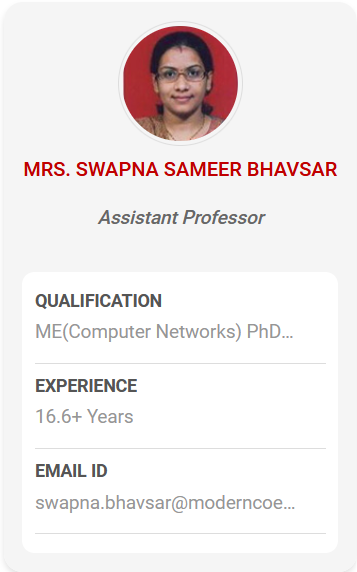 MRS. SWAPNA SAMEER BHAVSAR
Assistant Professor
QUALIFICATION
ME(Computer Networks) PhD...
EXPERIENCE
16.6+ Years
EMAIL ID
swapna.bhavsar@moderncoe...